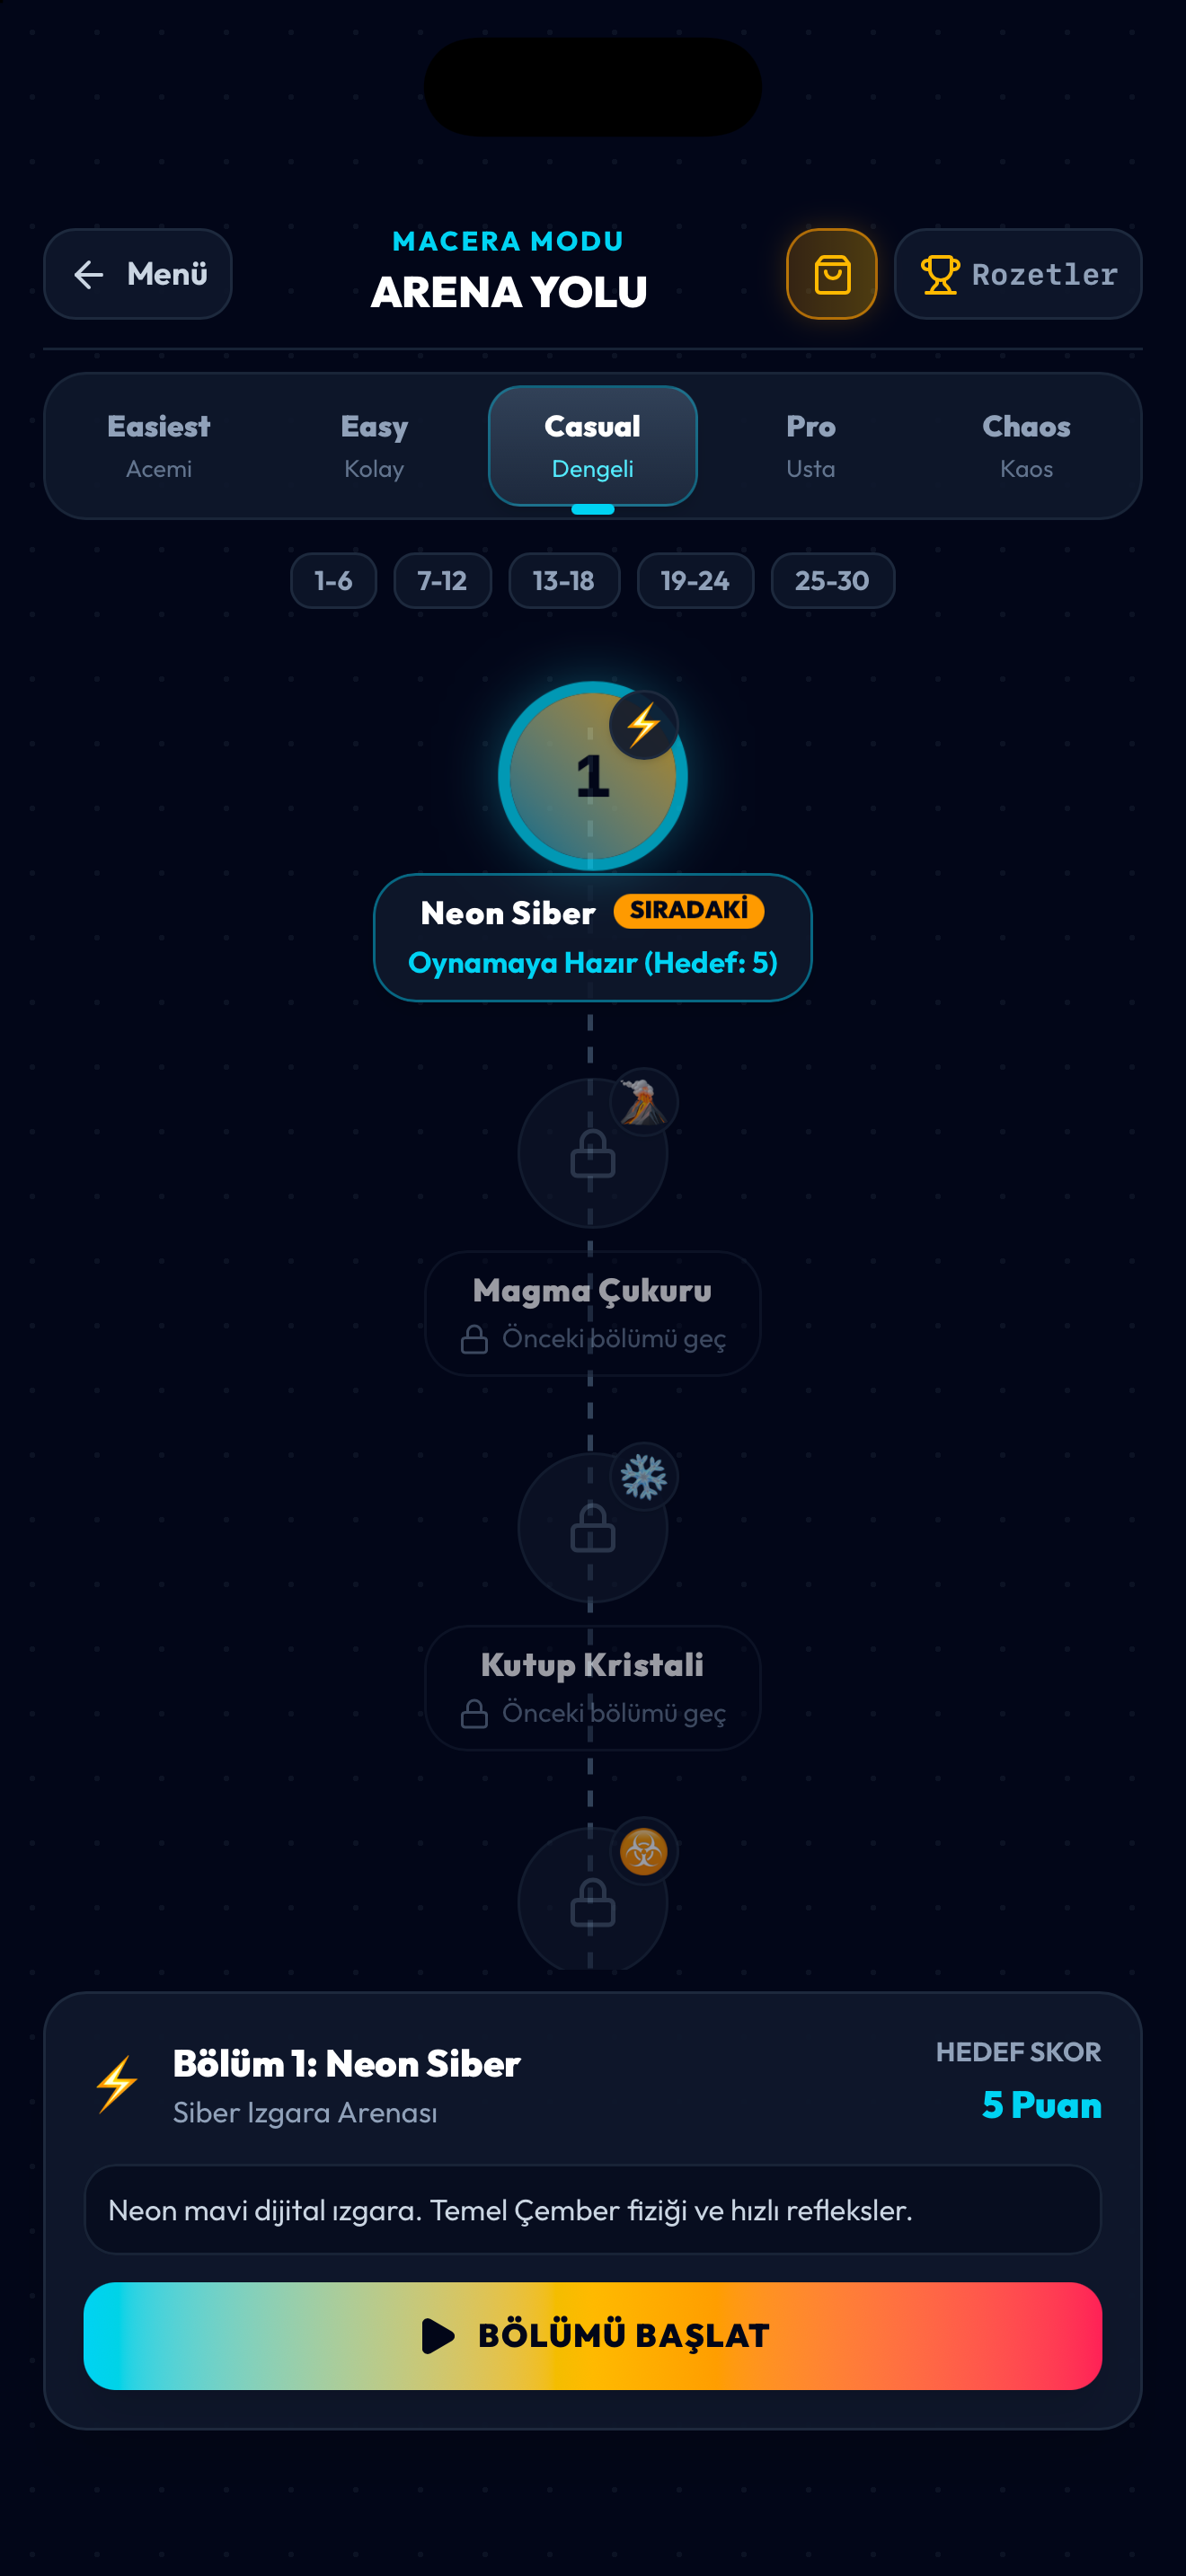 Menü
MACERA MODU
ARENA YOLU
Rozetler
Easiest
Acemi
Easy
Kolay
Casual
Dengeli
Pro
Usta
Chaos
Kaos
1-6
7-12
13-18
19-24
25-30
1
Neon Siber SIRADAKİ
Oynamaya Hazır (Hedef: 5)
Magma Çukuru
Önceki bölümü geç
Kutup Kristali
Önceki bölümü geç
Bölüm 1: Neon Siber
Siber Izgara Arenası
HEDEF SKOR
5 Puan
Neon mavi dijital ızgara. Temel Çember fiziği ve hızlı refleksler.
BÖLÜMÜ BAŞLAT